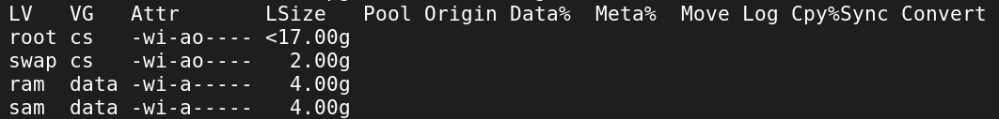 LV   VG   Attr       LSize   Pool Origin Data%  Meta%  Move Log Cpy%Sync Convert
root cs   -wi-ao---- <17.00g
swap cs   -wi-ao----   2.00g
ram  data -wi-a-----   4.00g
sam  data -wi-a-----   4.00g